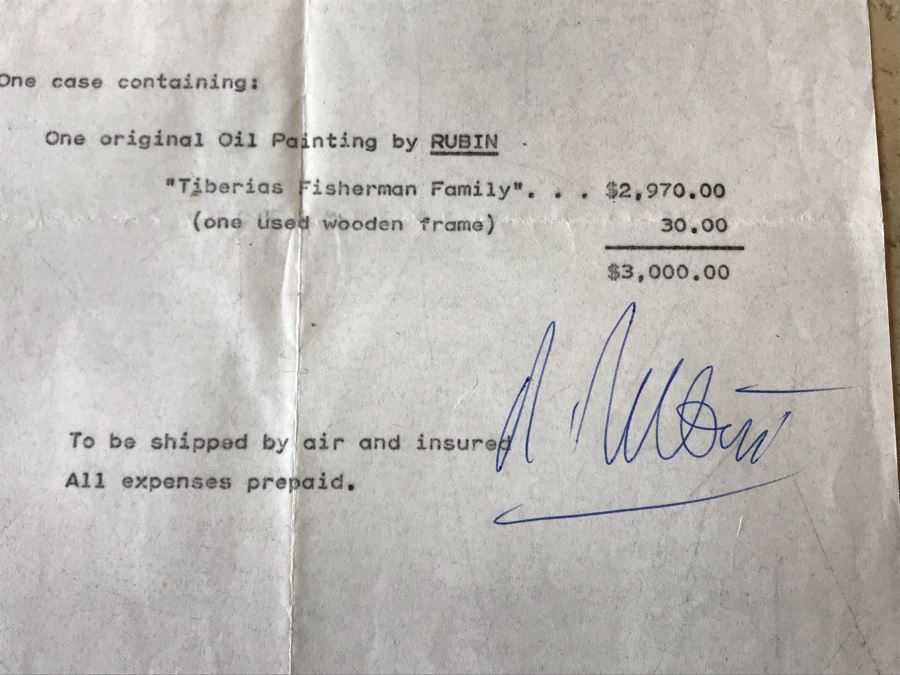 One case containing:
One original Oil Painting by RUBIN
"Tiberias Fisherman Family". . . $2,970.00
(one used wooden frame) 30.00
$3,000.00
Rubin
To be shipped by air and insured
All expenses prepaid.